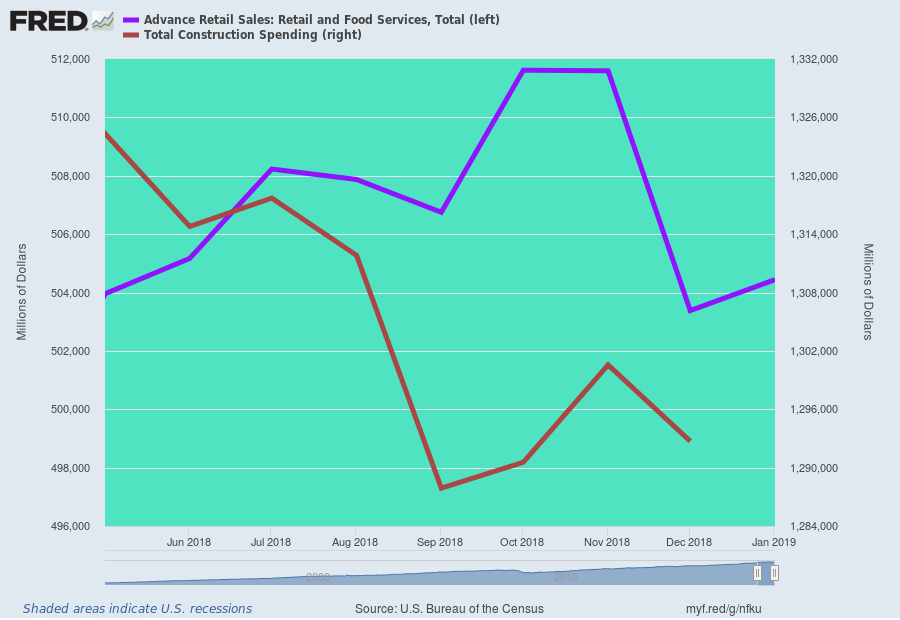 FRED
Advance Retail Sales: Retail and Food Services, Total (left)
Total Construction Spending (right)
512,000
510,000
508,000
506,000
504,000
502,000
500,000
498,000
496,000
Millions of Dollars
1,332,000
1,326,000
1,320,000
1,314,000
1,308,000
1,302,000
1,296,000
1,290,000
1,284,000
Millions of Dollars
Jun 2018 Jul 2018 Aug 2018 Sep 2018 Oct 2018 Nov 2018 Dec 2018 Jan 2019
2000 2010
Shaded areas indicate U.S. recessions Source: U.S. Bureau of the Census myf.red/g/nfku